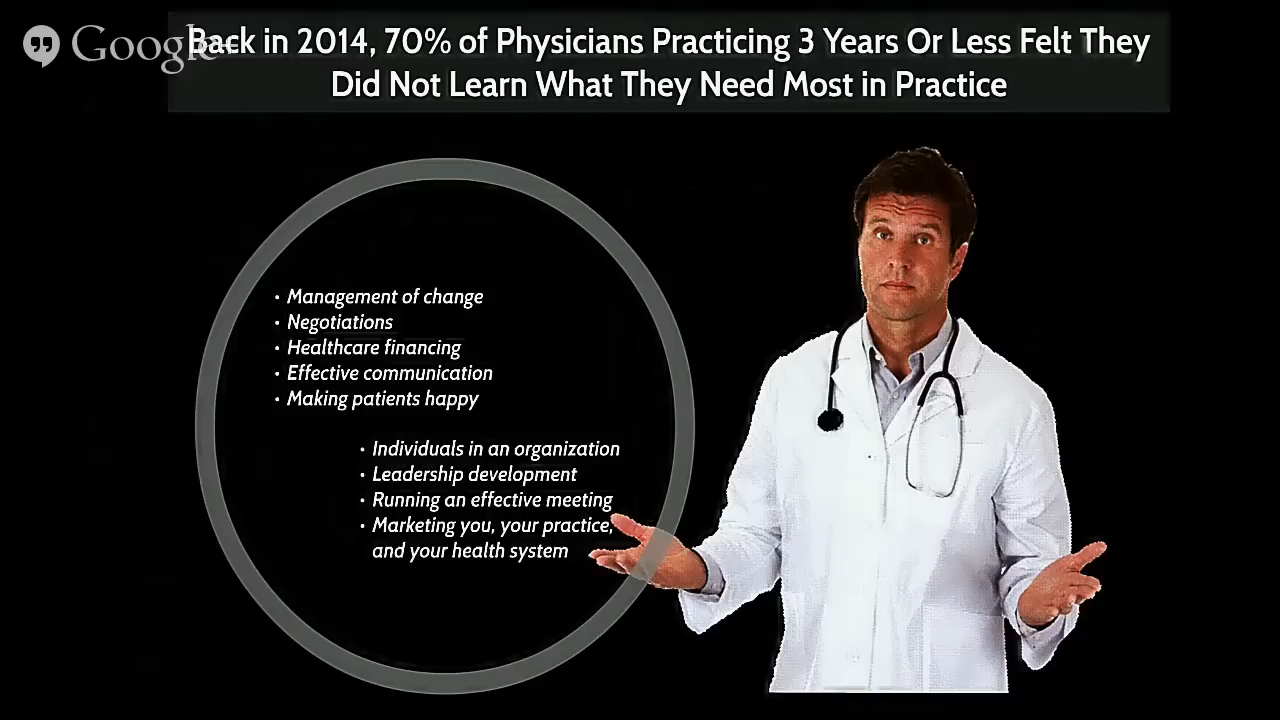 Google+
Back in 2014, 70% of Physicians Practicing 3 Years Or Less Felt They
Did Not Learn What They Need Most in Practice
• Management of change
• Negotiations
• Healthcare financing
• Effective communication
• Making patients happy
• Individuals in an organization
• Leadership development
• Running an effective meeting
• Marketing you, your practice,
and your health system